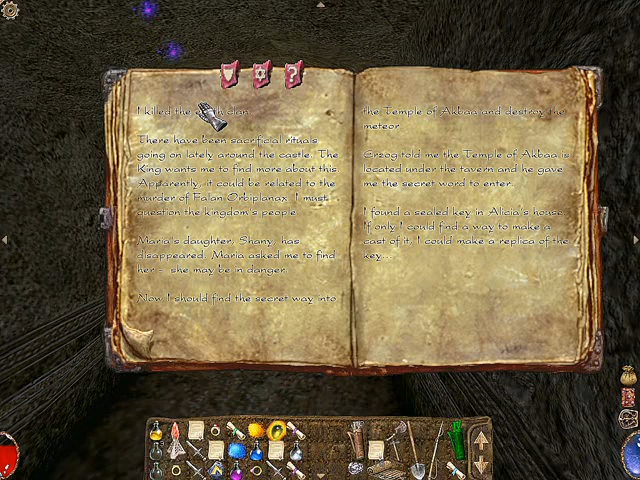 I killed the clan
There have been sacrificial rituals
going on lately around the castle. The
King wants me to find more about this.
Apparently, it could be related to the
murder of Falan Orbiplanax. I must
question the kingdom's people
Maria's daughter, Shany, has
disappeared. Maria asked me to find
her - she may be in danger.
Now I should find the secret way into
the Temple of Akbaa and destroy the
meteor
Erzog told me the Temple of Akbaa is
located under the tavern and he gave
me the secret word to enter.
I found a sealed key in Alicia's house.
If only I could find a way to make a
cast of it, I could make a replica of the
key...